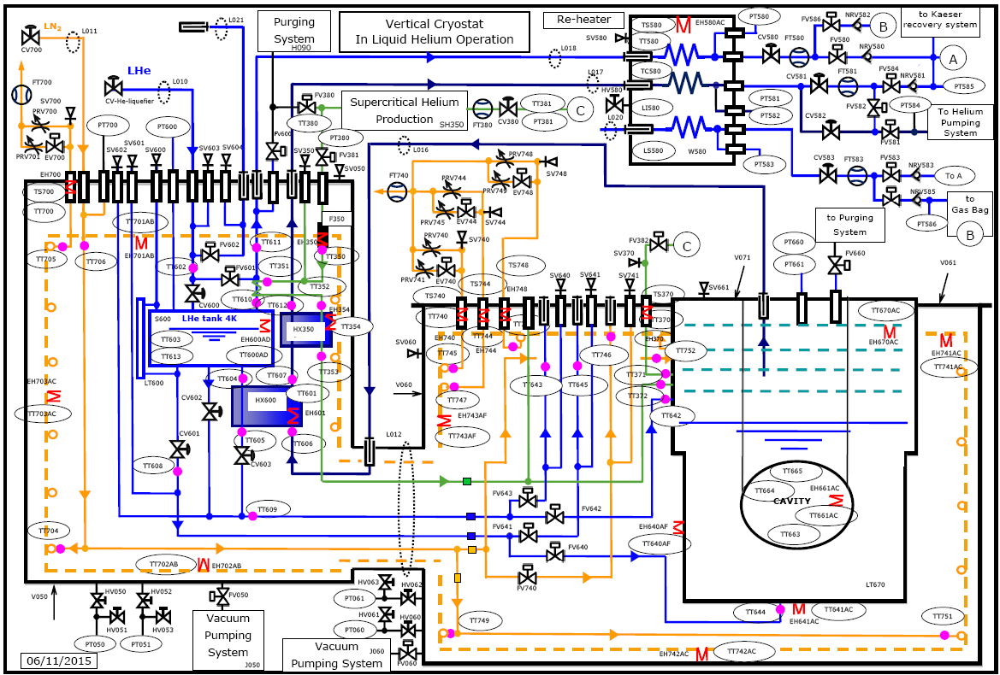 L021
Purging
System
H090
Vertical Cryostat
In Liquid Helium Operation
Re-heater
TS580
EH580AC
PT580
FV586
NRV582
B
to Kaeser
recovery system
LN2
L011
CV700
SV580
TT580
CV580
FT580
FV580
NRV580
A
L018
LHe
L010
CV-He-liquefier
L017
TC580
CV581
FT581
FV584
NRV581
PT585
FT700
SV700
PRV700
PRV701
EV700
PT700
PT600
FV380
TT380
Supercritical Helium
Production
SH350
FT380
CV380
TT381
PT381
C
HV580
LI580
PT581
PT582
CV582
FV582
PT584
FV581
To Helium
Pumping
System
L020
LS580
W580
PT583
SV601
SV602
SV600
SV603
SV604
FV600
SV350
PT380
FV381
SV050
L016
CV583
FT583
FV583
NRV583
To A
NRV585
PT586
to
Gas Bag
B
EH700
TS700
TT700
FT740
PRV748
PRV749
EV748
SV748
PRV744
PRV745
EV744
SV744
PRV740
SV740
PRV741
EV740
to Purging
System
TT701AB
EH701AB
F350
EH350
TT350
TT705
TT706
TT602
FV602
TT611
TT351
FV601
TT352
CV600
TT610
TT612
EH354
TT354
TS748
TS744
TS740
EH748
TT740
TT744
EH744
TT745
SV640
SV641
SV741
FV382
C
SV370
TS370
TT370
EH370
PT660
PT661
FV660
V071
V061
SV661
S600
LHe tank 4K
TT603
TT613
EH600AD
TT600AD
HX350
TT353
SV060
V060
TT746
TT752
TT371
TT372
TT670AC
EH670AC
EH741AC
TT741AC
EH703AC
TT703AC
LT600
TT604
TT607
TT601
HX600
EH601
CV602
TT605
TT606
CV601
CV603
TT608
TT747
EH743AF
TT743AF
TT643
TT645
TT642
L012
TT665
TT664
EH661AC
CAVITY
TT661AC
TT663
TT609
FV643
FV642
FV641
FV640
FV740
EH640AF
TT640AF
LT670
TT704
TT702AB
EH702AB
V050
HV050
HV052
HV051
HV053
FV050
PT050
PT051
Vacuum
Pumping
System
J050
HV063
HV062
PT061
HV061
HV060
PT060
Vacuum
Pumping System
J060
FV060
TT749
TT644
EH641AC
TT641AC
TT751
EH742AC
TT742AC
06/11/2015